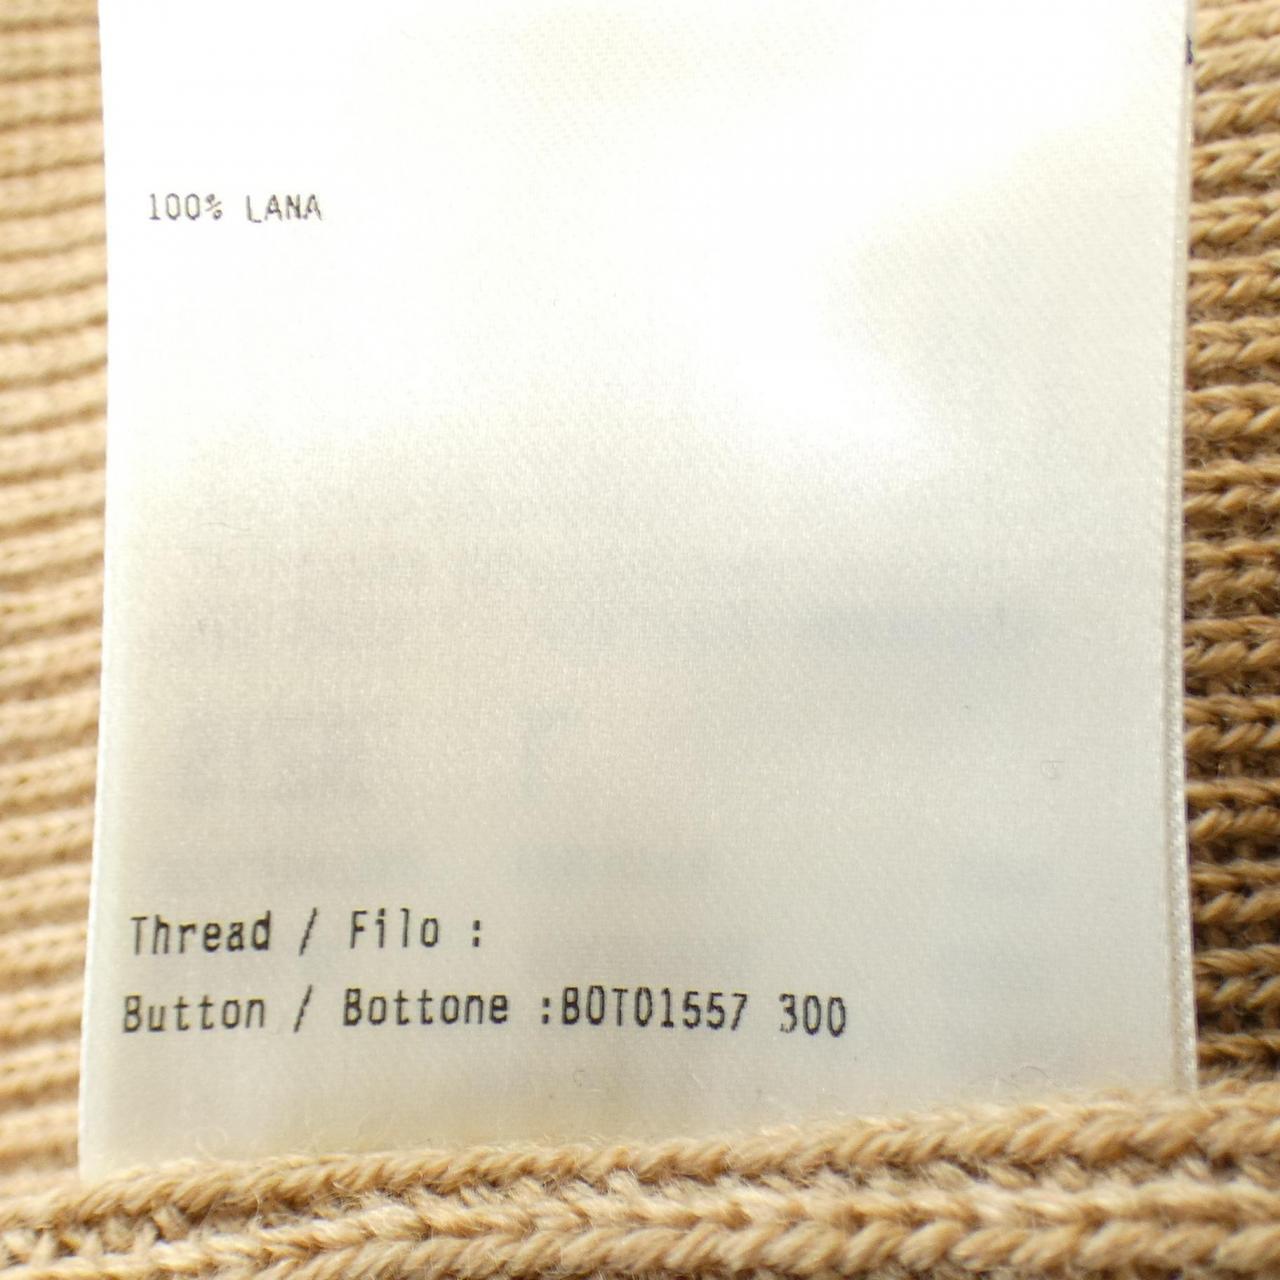 100% LANA
Thread / Filo :
Button / Bottone :BOT01557 300